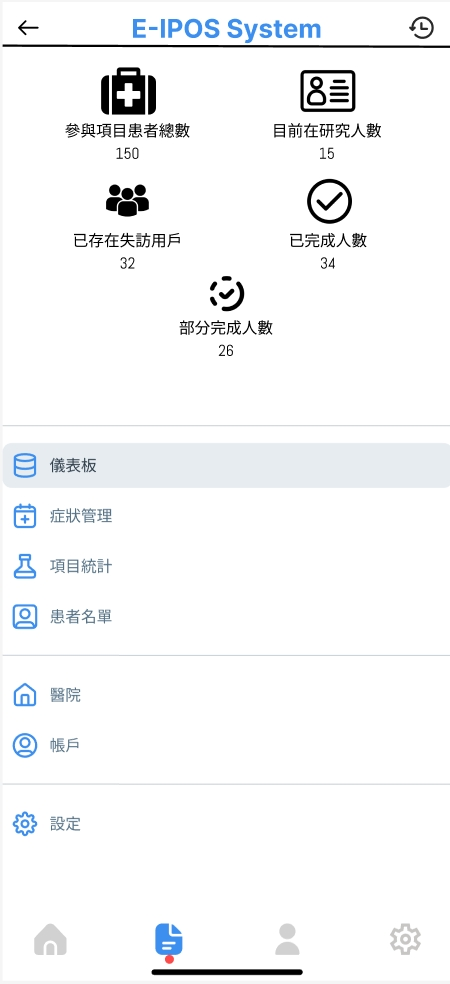 E-IPOS System
參與項目患者總數
150
目前在研究人數
15
已存在失訪用戶
32
已完成人數
34
部分完成人數
26
儀表板
症狀管理
項目統計
患者名單
醫院
帳戶
設定